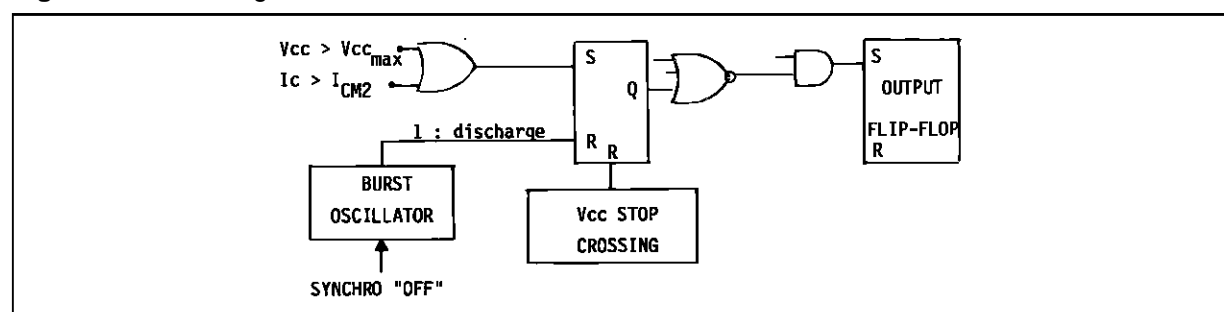 Vcc > Vccmax
Ic > ICM2
S
Q
R
R
1 : discharge
BURST
OSCILLATOR
SYNCHRO "OFF"
Vcc STOP
CROSSING
S
OUTPUT
FLIP-FLOP
R